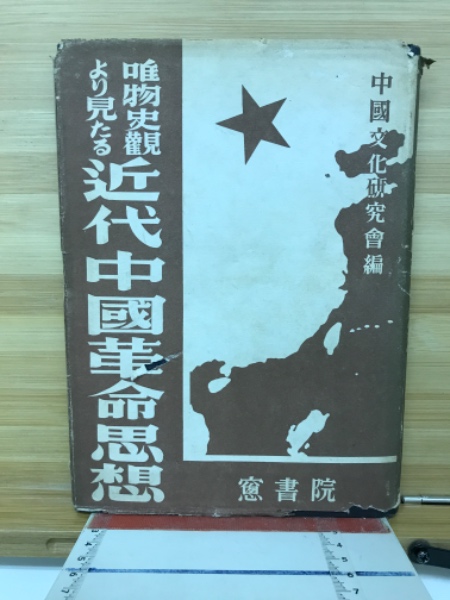 中國文化研究會編
唯物史觀
より見たる
近代中國革命思想
窻書院